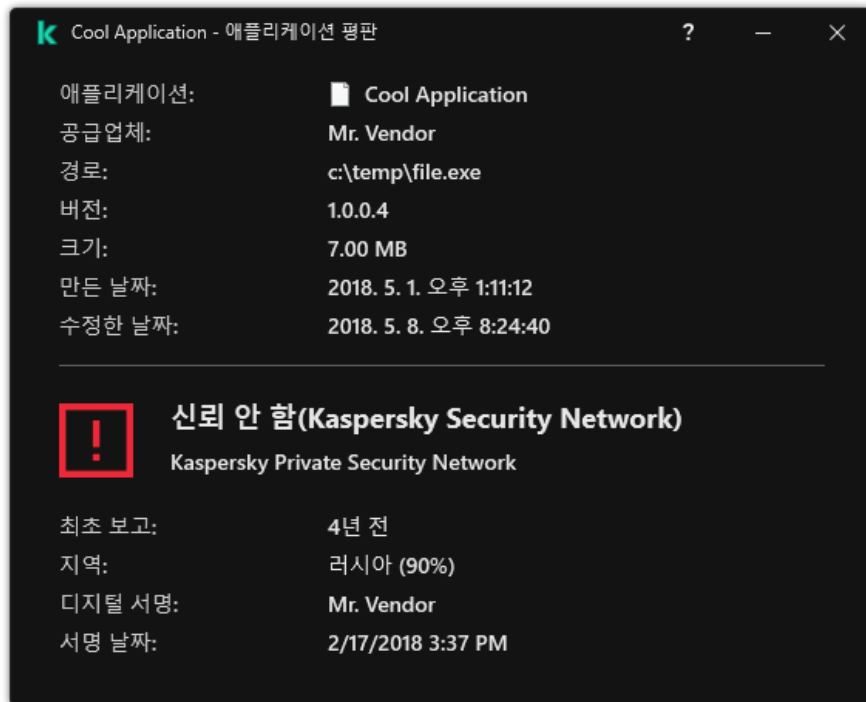 Cool Application - 애플리케이션 평판 ?
애플리케이션: Cool Application
공급업체: Mr. Vendor
경로: c:\temp\file.exe
버전: 1.0.0.4
크기: 7.00 MB
만든 날짜: 2018. 5. 1. 오후 1:11:12
수정한 날짜: 2018. 5. 8. 오후 8:24:40
신뢰 안 함(Kaspersky Security Network)
Kaspersky Private Security Network
최초 보고: 4년 전
지역: 러시아 (90%)
디지털 서명: Mr. Vendor
서명 날짜: 2/17/2018 3:37 PM